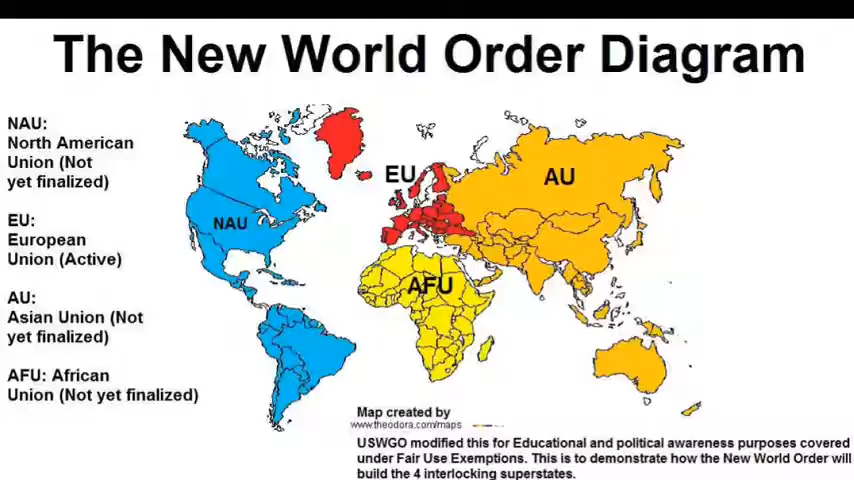 The New World Order Diagram
NAU:
North American
Union (Not
yet finalized)
EU:
European
Union (Active)
AU:
Asian Union (Not
yet finalized)
AFU: African
Union (Not yet finalized)
NAU
EU
AU
AFU
Map created by
www.theodora.com/maps
USWGO modified this for Educational and political awareness purposes covered
under Fair Use Exemptions. This is to demonstrate how the New World Order will
build the 4 interlocking superstates.